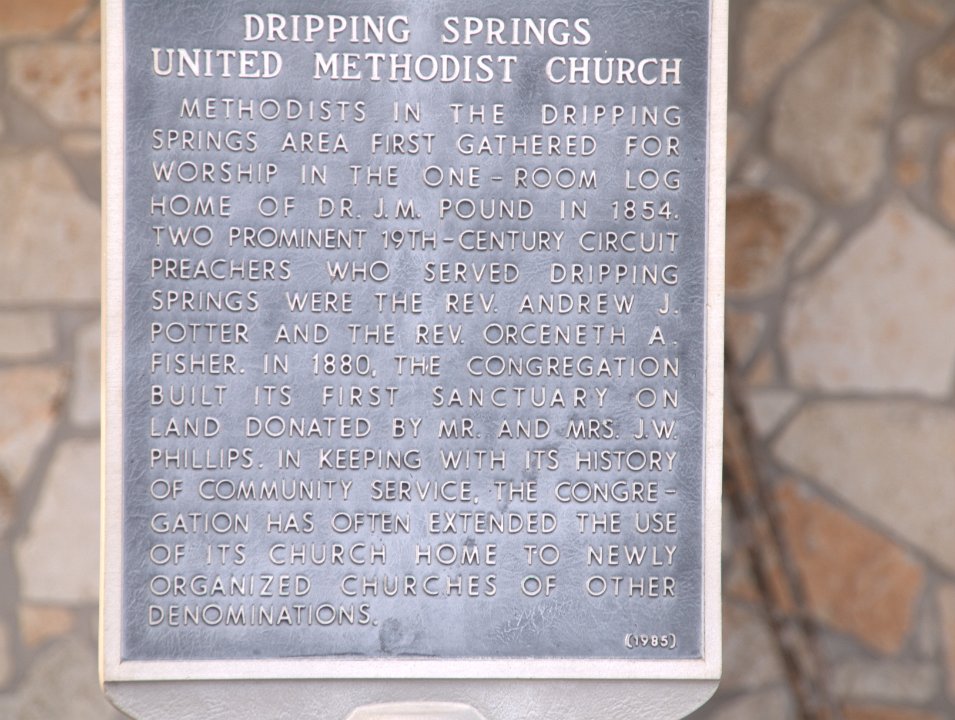 DRIPPING SPRINGS
UNITED METHODIST CHURCH
METHODISTS IN THE DRIPPING
SPRINGS AREA FIRST GATHERED FOR
WORSHIP IN THE ONE-ROOM LOG
HOME OF DR. J.M. POUND IN 1854.
TWO PROMINENT 19TH-CENTURY CIRCUIT
PREACHERS WHO SERVED DRIPPING
SPRINGS WERE THE REV. ANDREW J.
POTTER AND THE REV. ORCENETH A.
FISHER. IN 1880, THE CONGREGATION
BUILT ITS FIRST SANCTUARY ON
LAND DONATED BY MR. AND MRS. J.W.
PHILLIPS. IN KEEPING WITH ITS HISTORY
OF COMMUNITY SERVICE, THE CONGRE-
GATION HAS OFTEN EXTENDED THE USE
OF ITS CHURCH HOME TO NEWLY
ORGANIZED CHURCHES OF OTHER
DENOMINATIONS.
(1985)